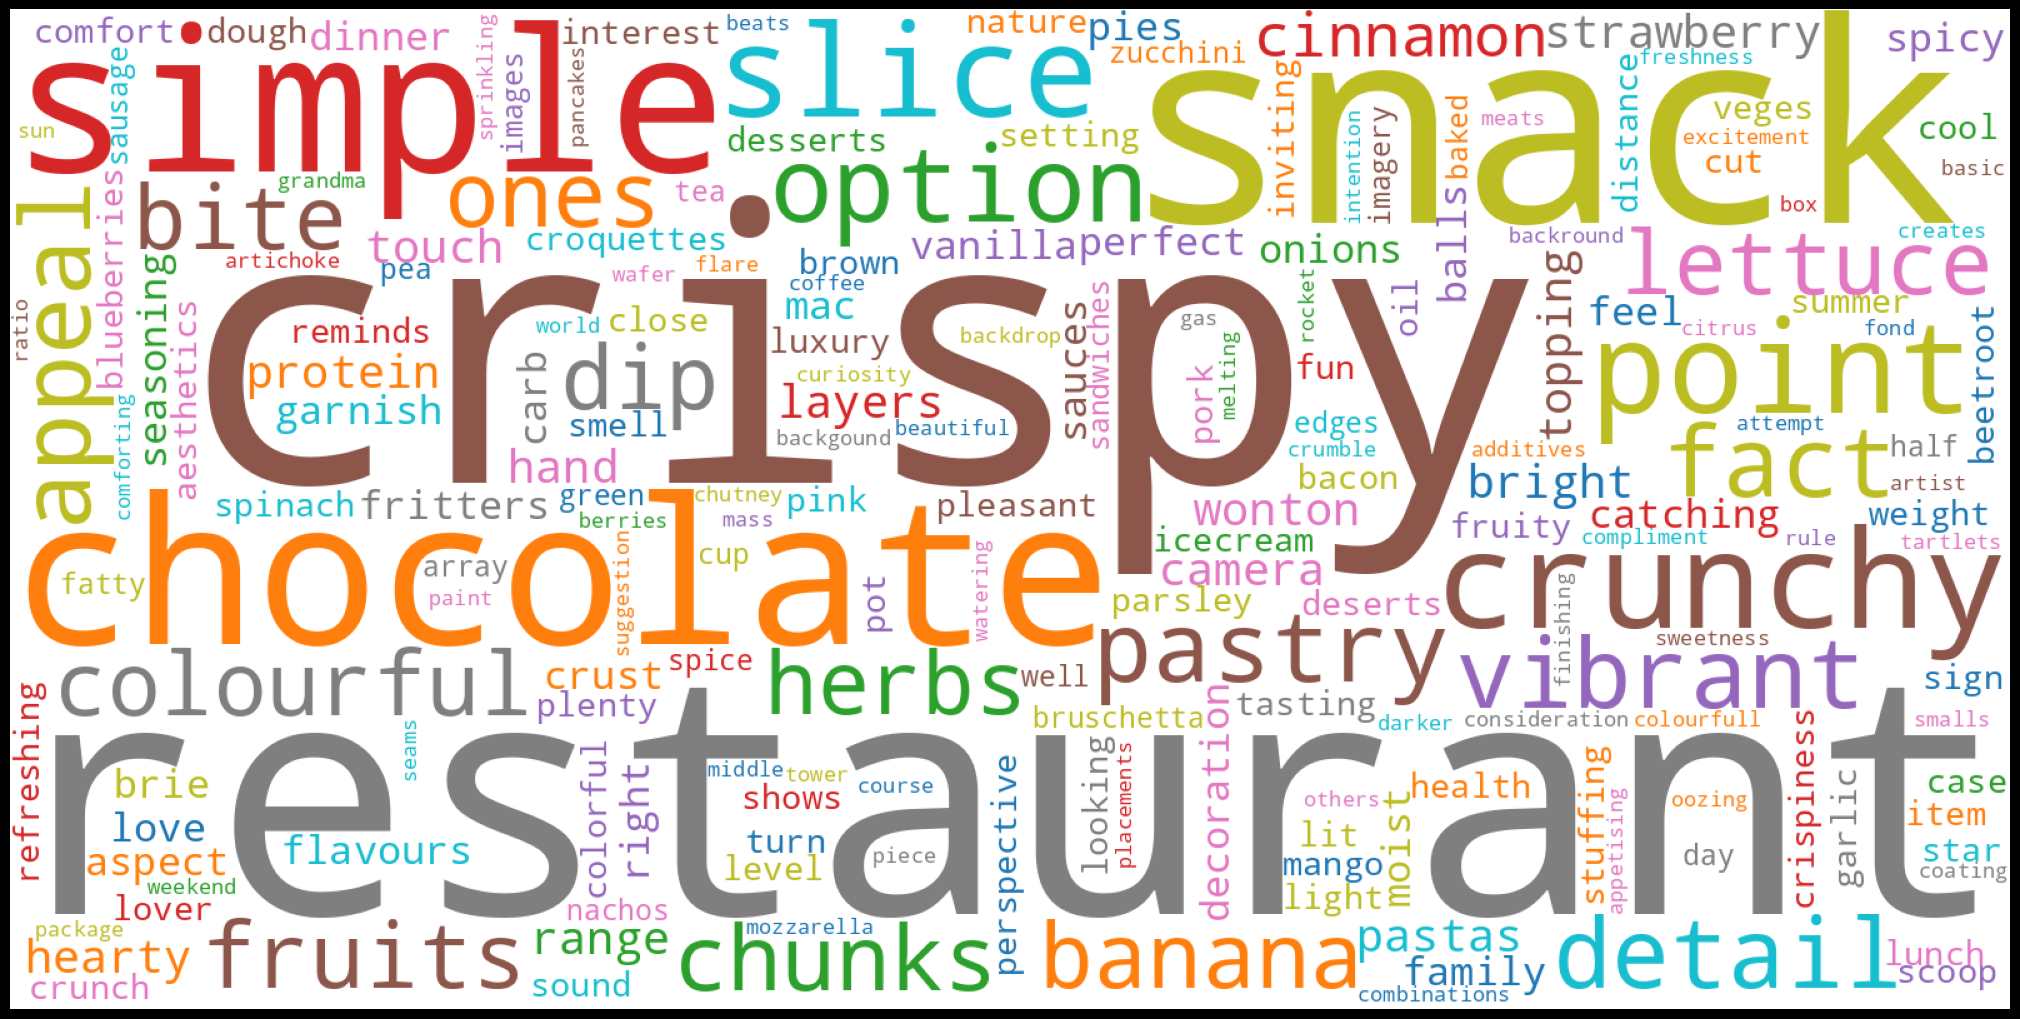 comfort
dough
dinner
simple
interest
beats
slice
nature
pies
zucchini
cinnamon
strawberry
spicy
sun
sausage
sprinkling
images
pancakes
desserts
setting
snack
inviting
intention
imagery
balls
baked
meats
distance
freshness
veges
excitement
cut
cool
basic
box
grandma
bite
ones
tea
option
appeal
blueberries
seasoning
touch
croquettes
vanilla
perfect
onions
backround
lettuce
creates
artichoke
pea
wafer
flare
brown
coffee
mac
aesthetics
ratio
crispy
reminds
world
close
luxury
backdrop
sauces
sandwiches
gas
melting
rocket
oil
topping
feel
summer
citrus
fond
beetroot
protein
garnish
carb
dip
smell
curiosity
layers
backgound
beautiful
pork
fun
edges
crumble
point
attempt
comforting
hand
additives
bacon
bright
fact
half
artist
spinach
fritters
green
berries
chutney
mass
pink
pleasant
wonton
fruity
catching
compliment
weight
rule
tartlets
chocolate
fatty
array
paint
suggestion
cup
pot
watering
icecream
camera
parsley
deserts
crunchy
finishing
sweetness
colourful
crust
spice
plenty
herbs
well
pastry
vibrant
sign
refreshing
seams
bruschetta
tasting
darker
consideration
colourfull
smalls
decoration
crispiness
restaurant
brie
love
aspect
flavours
weekend
lover
colorful
right
middle
tower
shows
turn
level
course
piece
perspective
looking
placements
others
lit
mango
light
moist
health
stuffing
appetising
oozing
day
garlic
case
item
star
coating
package
hearty
crunch
fruits
nachos
range
sound
mozzarella
chunks
banana
pastas
family
combinations
detail
lunch
scoop